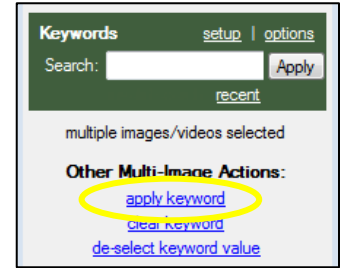 Keywords setup | options
Search: Apply
recent
multiple images/videos selected
Other Multi-Image Actions:
apply keyword
clear keyword
de-select keyword value